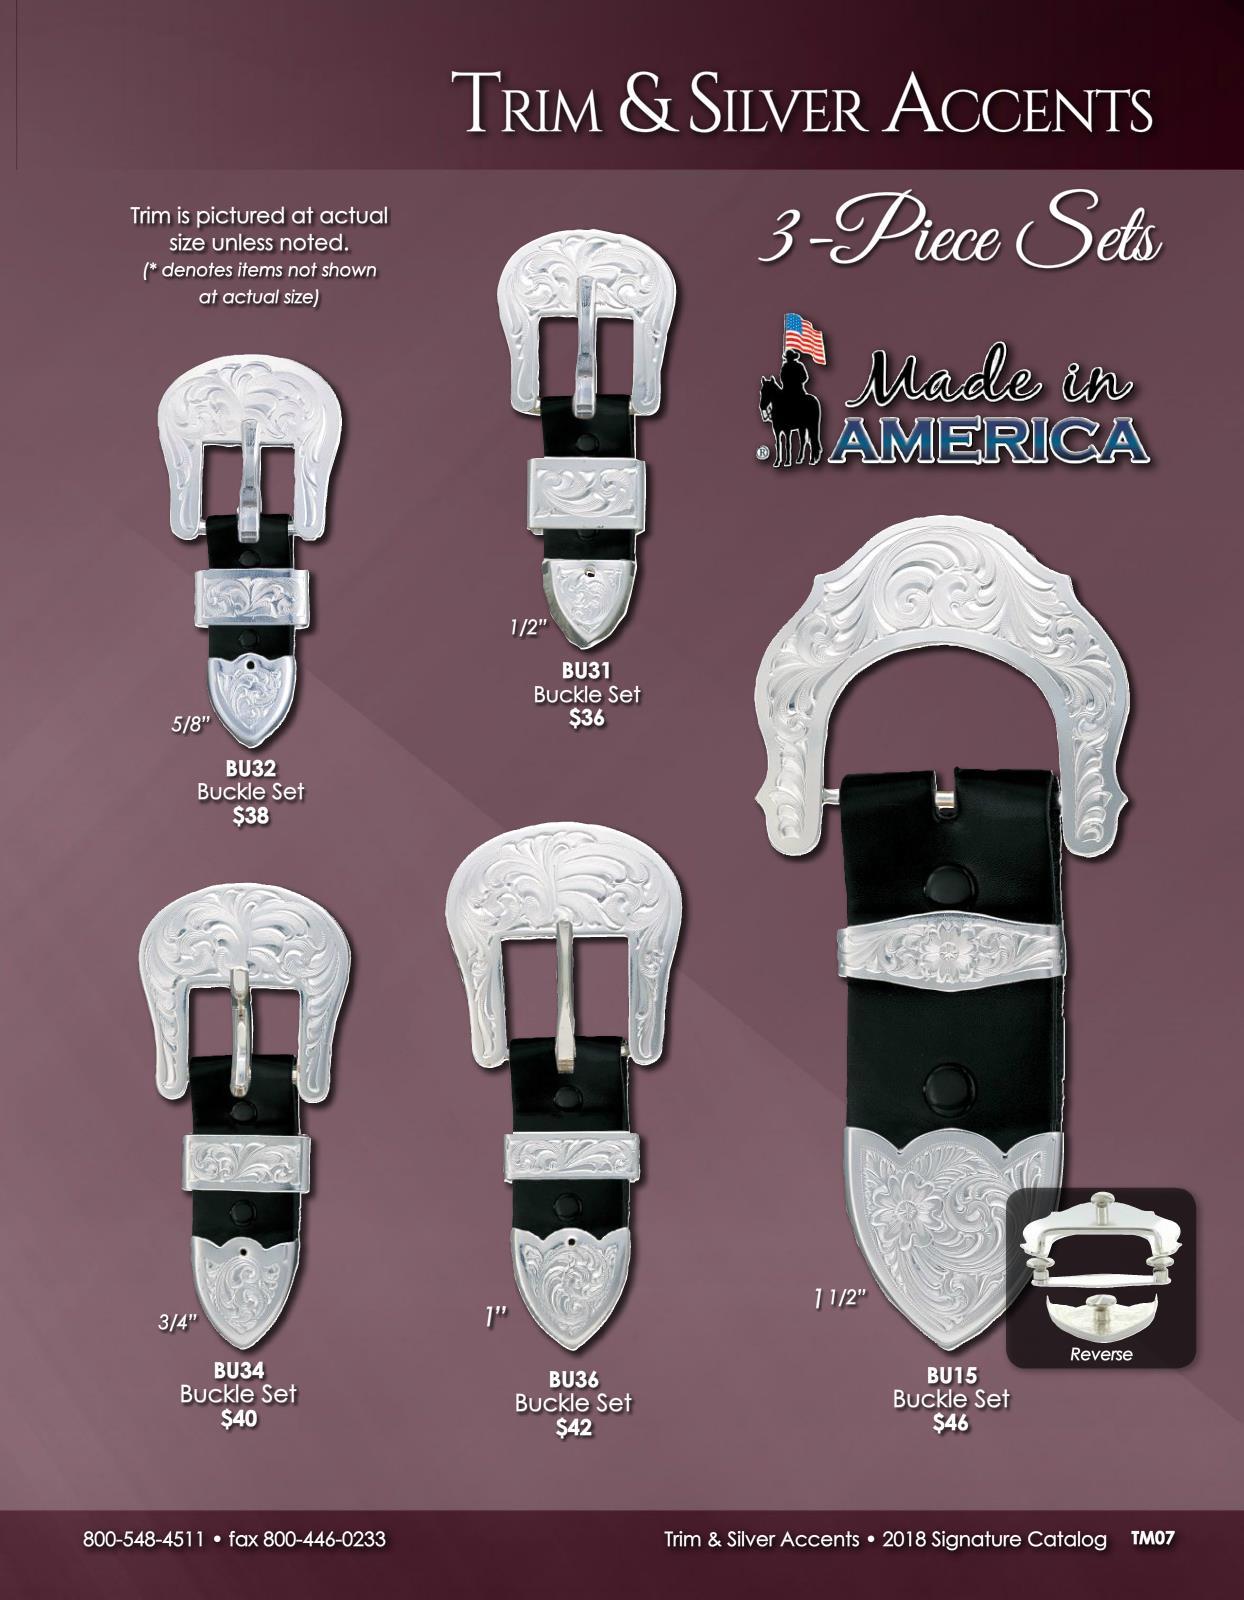 TRIM & SILVER ACCENTS
3-Piece Sets
Trim is pictured at actual
size unless noted.
(* denotes items not shown
at actual size)
Made in
AMERICA
®
1/2”
BU31
Buckle Set
$36
5/8”
BU32
Buckle Set
$38
3/4”
BU34
Buckle Set
$40
1”
BU36
Buckle Set
$42
1 1/2”
Reverse
BU15
Buckle Set
$46
800-548-4511 • fax 800-446-0233
Trim & Silver Accents • 2018 Signature Catalog TM07